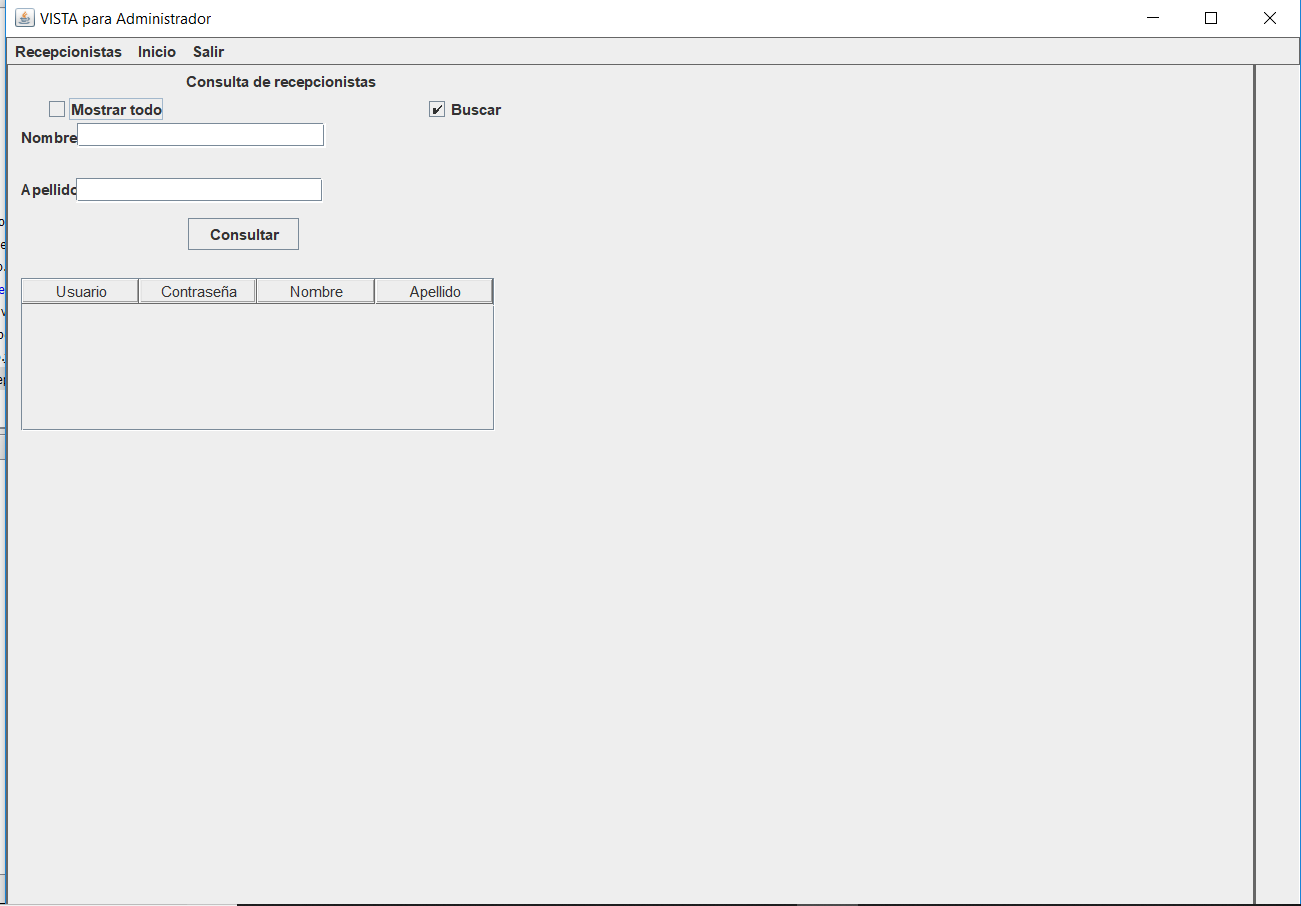 VISTA para Administrador
Recepcionistas Inicio Salir
Consulta de recepcionistas
Mostrar todo Buscar
Nombre
Apellido
Consultar
Usuario Contraseña Nombre Apellido